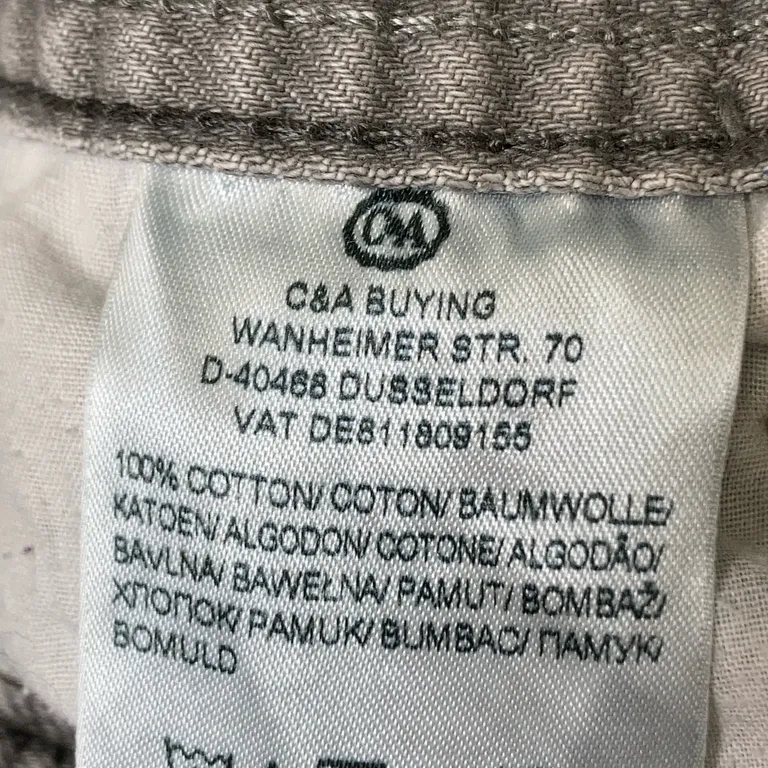 C&A
C&A BUYING
WANHEIMER STR. 70
D-40468 DUSSELDORF
VAT DE811809155
100% COTTON/ COTON/ BAUMWOLLE/
KATOEN/ ALGODON/ COTONE/ ALGODÃO/
BAVLNA/ BAWEŁNA/ PAMUT/ BOMBAŽ/
ХЛОПОК/ PAMUK/ BUMBAC/ ПАМУК/
BOMULD